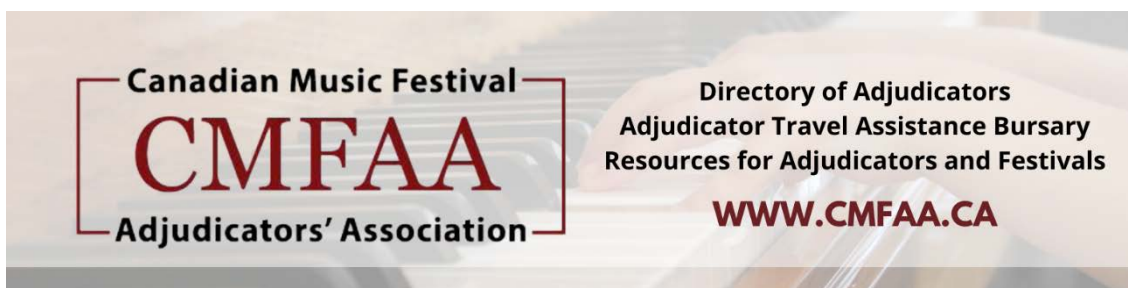 Canadian Music Festival
CMFAA
Adjudicators' Association
Directory of Adjudicators
Adjudicator Travel Assistance Bursary
Resources for Adjudicators and Festivals
WWW.CMFAA.CA